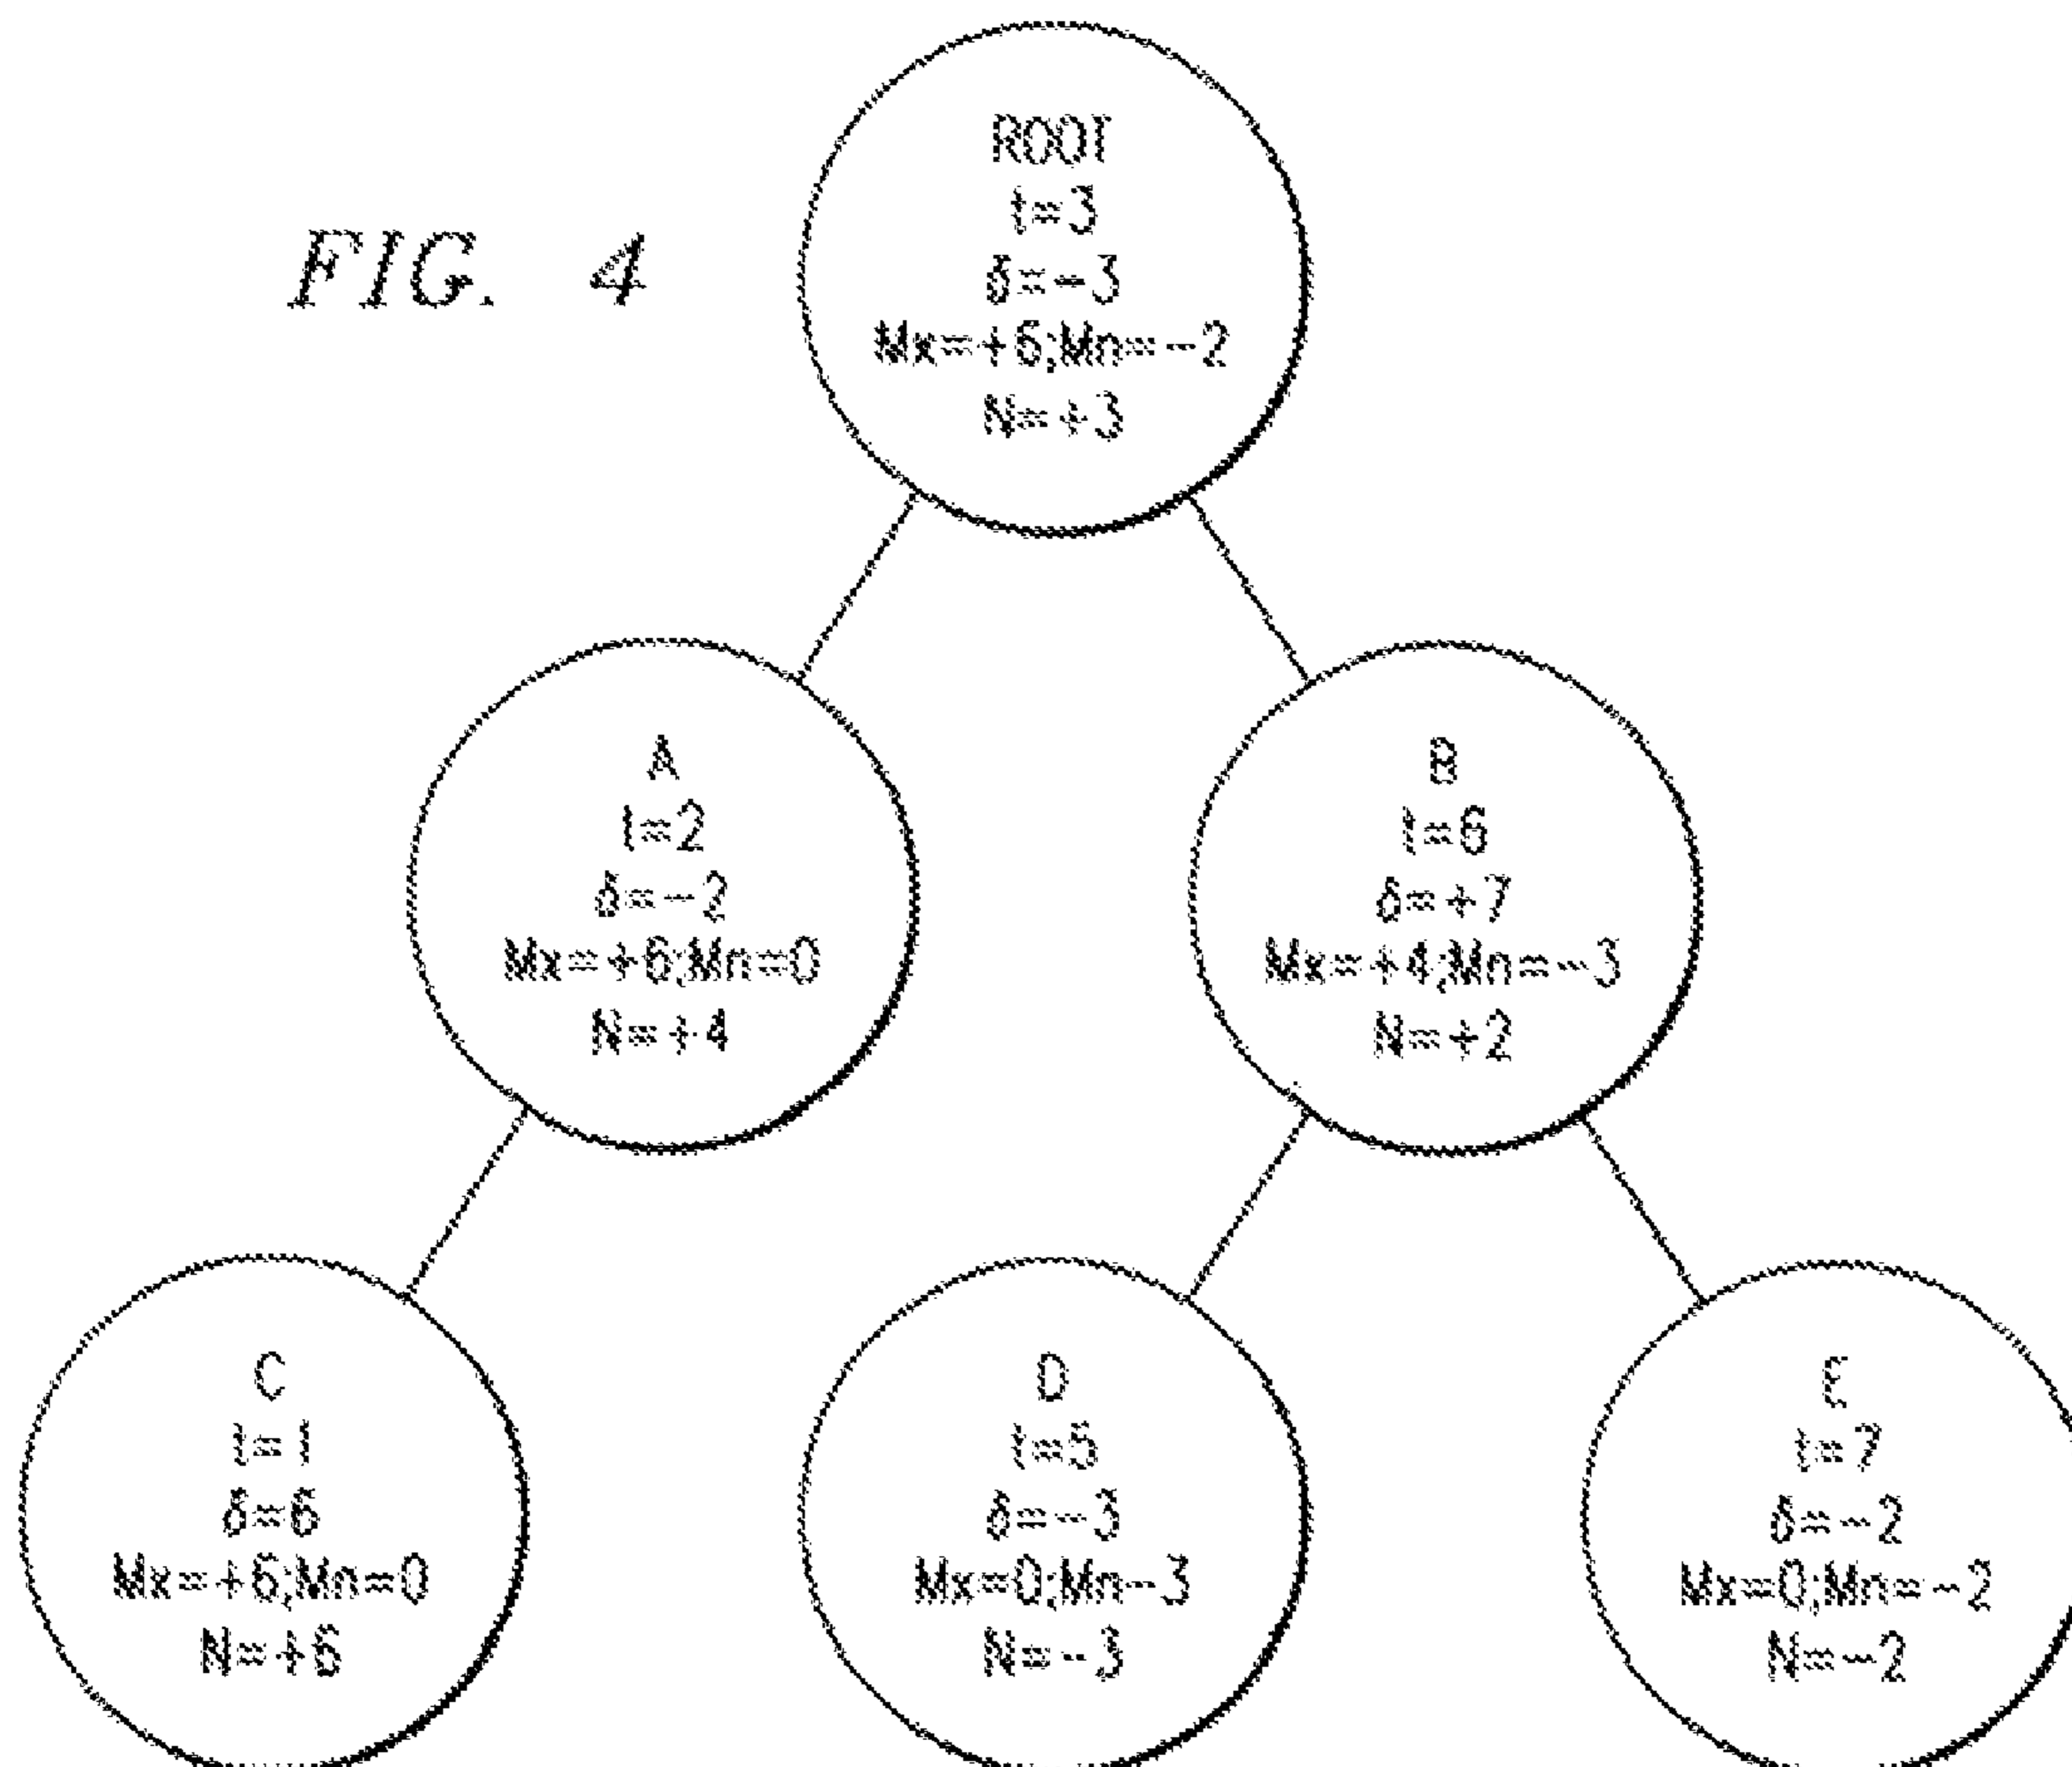 FIG. 4
ROOT
t=3
δ=-3
Mx=+6;Mn=-2
N=+3
A
t=2
δ=-2
Mx=+6;Mn=0
N=+4
B
t=6
δ=+7
Mx=+4;Mn=-3
N=+2
C
t=1
δ=6
Mx=+6;Mn=0
N=+6
D
t=5
δ=-3
Mx=0;Mn-3
N=-3
E
t=7
δ=-2
Mx=0;Mn=-2
N=-2